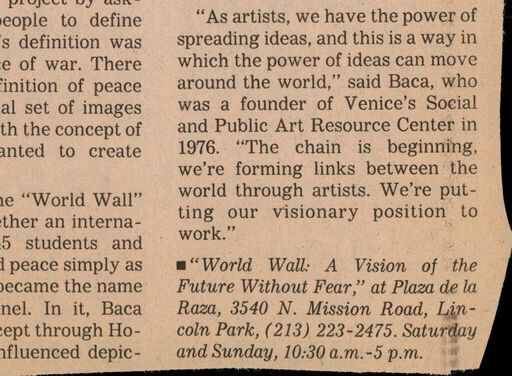 project by ask-
people to define
's definition was
e of war. There
finition of peace
al set of images
th the concept of
anted to create
he "World Wall"
ether an interna-
45 students and
d peace simply as
became the name
nel. In it, Baca
cept through Ho-
nfluenced depic-
"As artists, we have the power of
spreading ideas, and this is a way in
which the power of ideas can move
around the world," said Baca, who
was a founder of Venice's Social
and Public Art Resource Center in
1976. "The chain is beginning,
we're forming links between the
world through artists. We're put-
ting our visionary position to
work."
■"World Wall: A Vision of the
Future Without Fear," at Plaza de la
Raza, 3540 N. Mission Road, Lin-
coln Park, (213) 223-2475. Saturday
and Sunday, 10:30 a.m.-5 p.m.